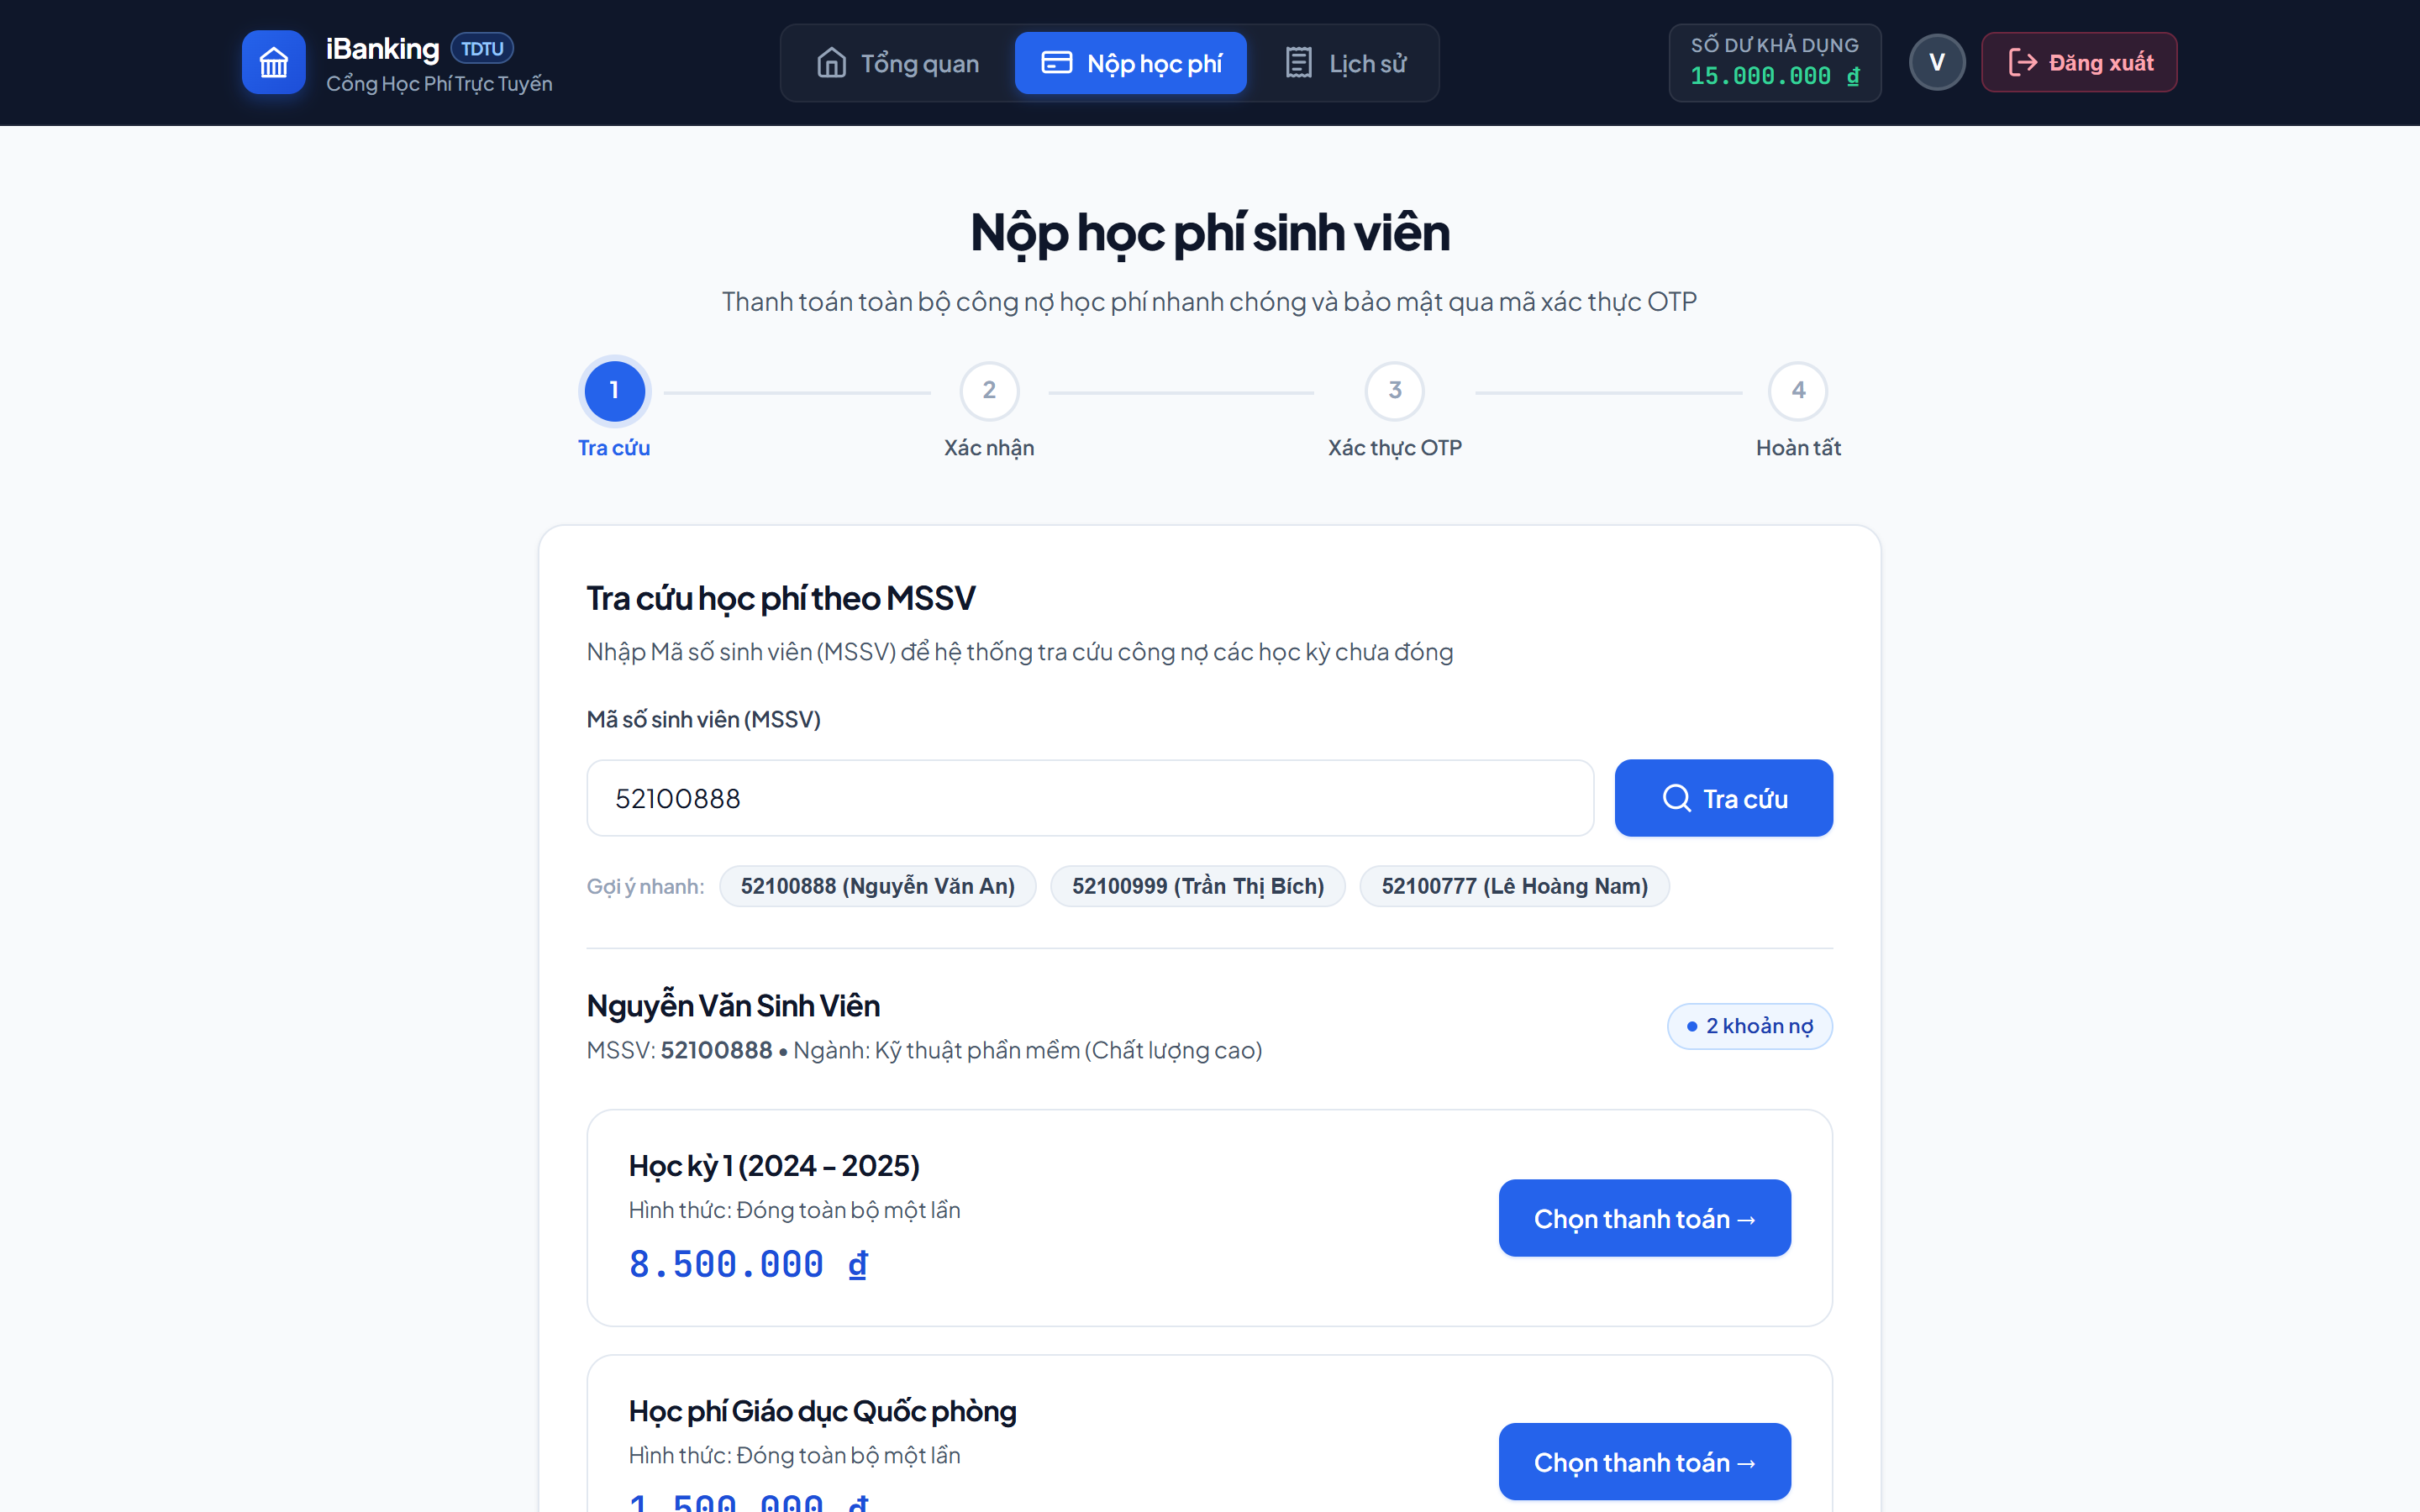 iBanking TDTU
Cổng Học Phí Trực Tuyến
Tổng quan
Nộp học phí
Lịch sử
SỐ DƯ KHẢ DỤNG
15.000.000 ₫
V
Đăng xuất
Nộp học phí sinh viên
Thanh toán toàn bộ công nợ học phí nhanh chóng và bảo mật qua mã xác thực OTP
1
Tra cứu
2
Xác nhận
3
Xác thực OTP
4
Hoàn tất
Tra cứu học phí theo MSSV
Nhập Mã số sinh viên (MSSV) để hệ thống tra cứu công nợ các học kỳ chưa đóng
Mã số sinh viên (MSSV)
52100888
Tra cứu
Gợi ý nhanh: 52100888 (Nguyễn Văn An) 52100999 (Trần Thị Bích) 52100777 (Lê Hoàng Nam)
Nguyễn Văn Sinh Viên
MSSV: 52100888 • Ngành: Kỹ thuật phần mềm (Chất lượng cao)
2 khoản nợ
Học kỳ 1 (2024 – 2025)
Hình thức: Đóng toàn bộ một lần
8.500.000 ₫
Chọn thanh toán →
Học phí Giáo dục Quốc phòng
Hình thức: Đóng toàn bộ một lần
1.500.000 ₫
Chọn thanh toán →